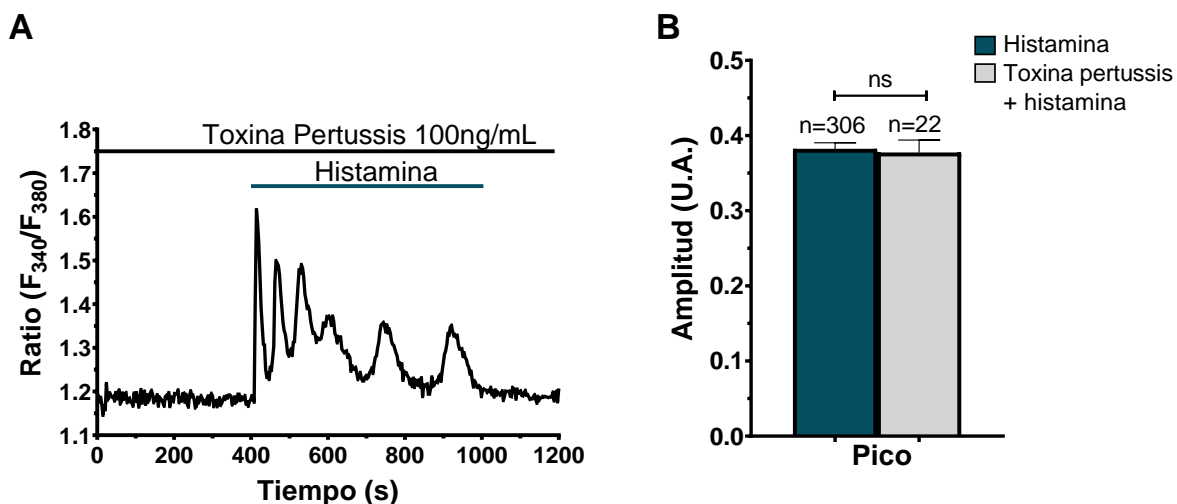 A
Ratio (F340/F380)
1.8
1.7
1.6
1.5
1.4
1.3
1.2
1.1
Toxina Pertussis 100ng/mL
Histamina
0 200 400 600 800 1000 1200
Tiempo (s)
B
Histamina
Toxina pertussis
+ histamina
Amplitud (U.A.)
0.5
0.4
0.3
0.2
0.1
0.0
ns
n=306 n=22
Pico